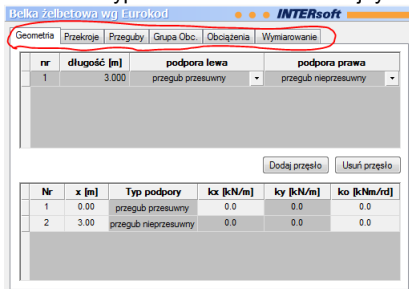 Belka żelbetowa wg Eurokod INTERsoft
Geometria Przekroje Przeguby Grupa Obc. Obciążenia Wymiarowanie
nr długość [m] podpora lewa podpora prawa
1 3.000 przegub przesuwny przegub nieprzesuwny
Dodaj przęsło Usuń przęsło
Nr x [m] Typ podpory kx [kN/m] ky [kN/m] ko [kNm/rd]
1 0.00 przegub przesuwny 0.0 0.0 0.0
2 3.00 przegub nieprzesuwny 0.0 0.0 0.0